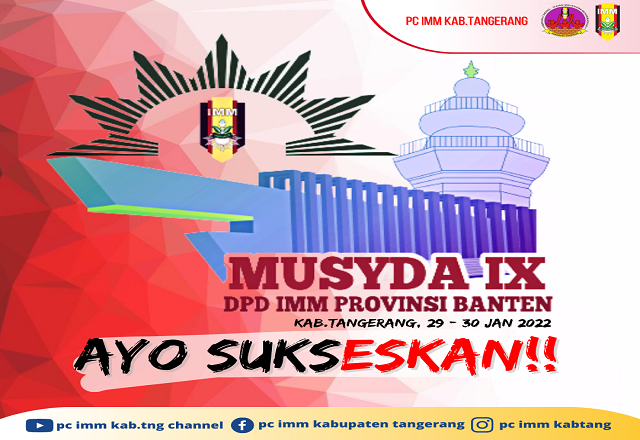 PC IMM KAB.TANGERANG
IMM
IMM
MUSYDA IX
DPD IMM PROVINSI BANTEN
KAB.TANGERANG, 29 - 30 JAN 2022
AYO SUKSESKAN!!
pc imm kab.tng channel
pc imm kabupaten tangerang
pc imm kabtang